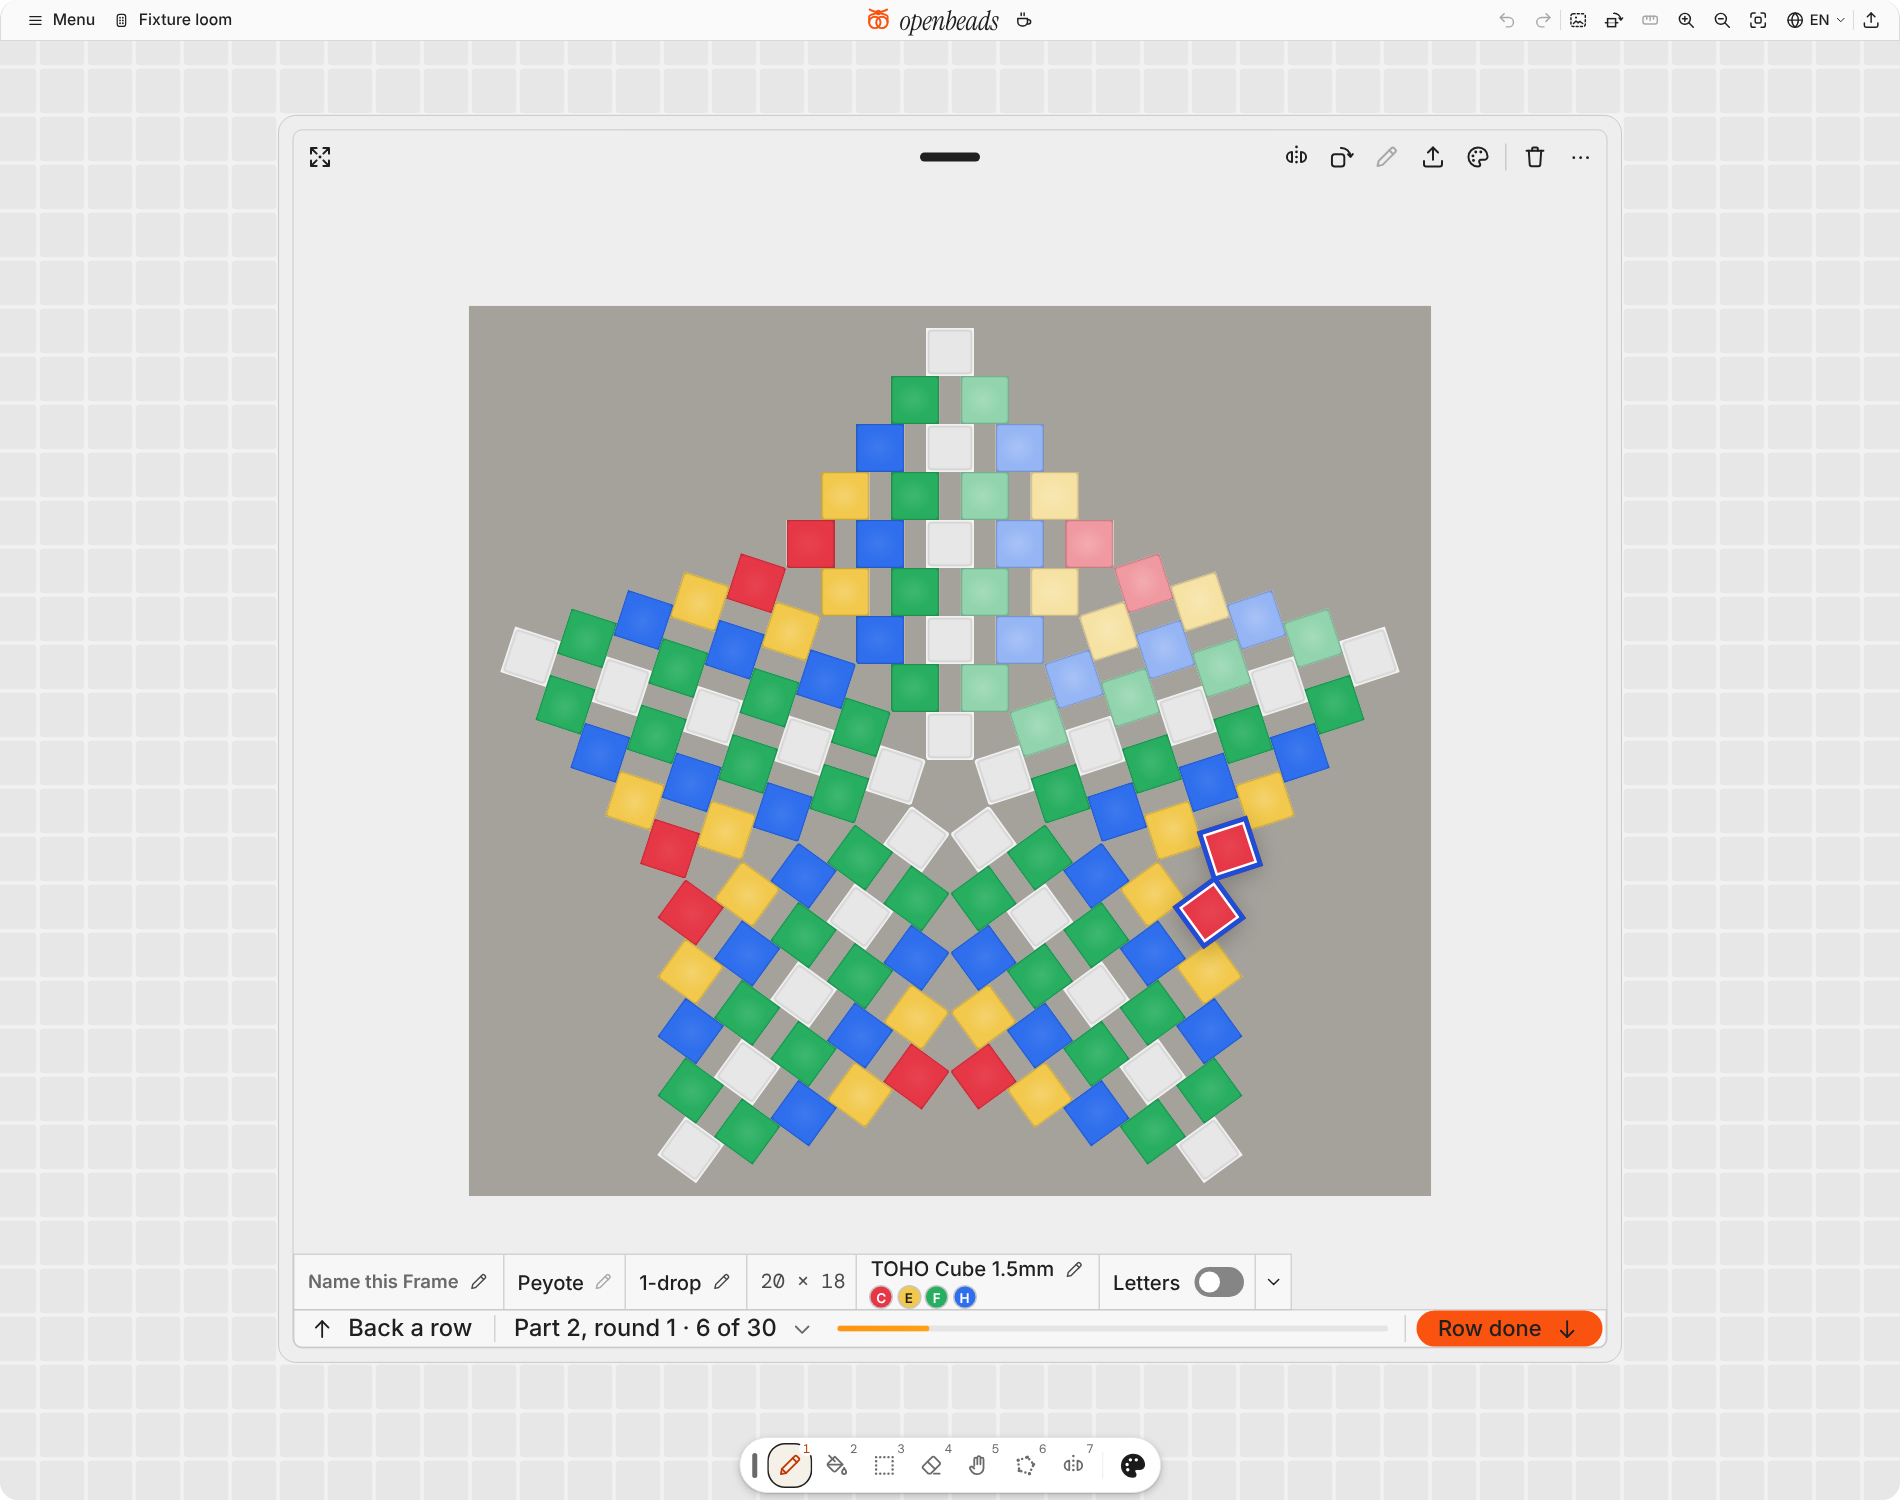 Menu Fixture loom openbeads EN
Name this Frame Peyote 1-drop 20 × 18 TOHO Cube 1.5mm Letters
C E F H
Back a row Part 2, round 1 · 6 of 30 Row done
1 2 3 4 5 6 7